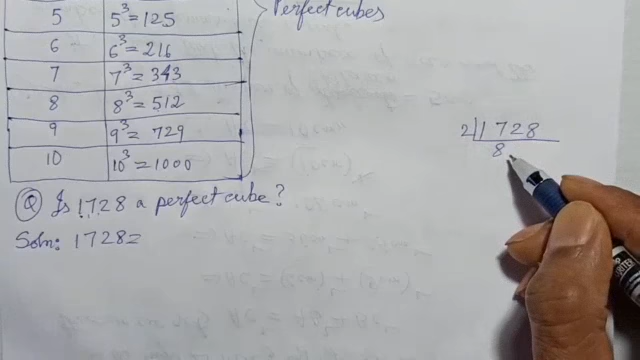 5 5³ = 125
6 6³ = 216
7 7³ = 343
8 8³ = 512
9 9³ = 729
10 10³ = 1000
Perfect cubes
Q Is 1728 a perfect cube?
Soln: 1728 =
2 1728
8